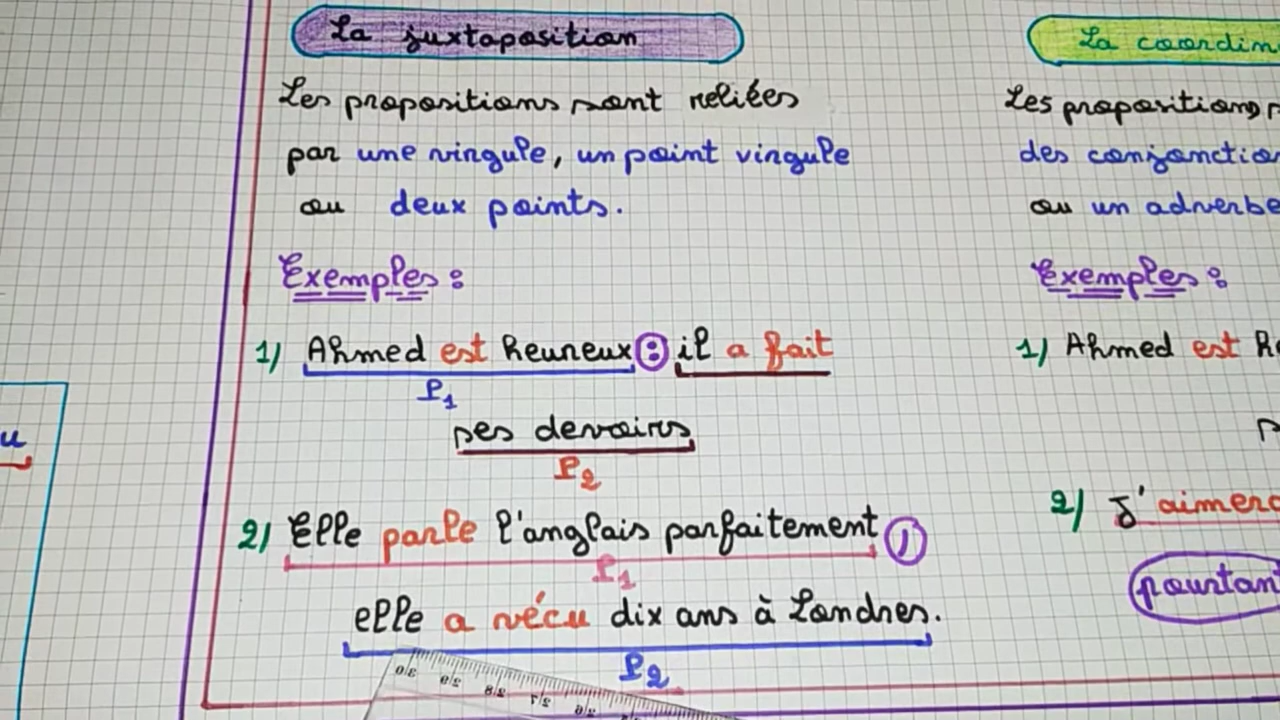 La juxtaposition
Les propositions sont reliées
par une virgule, un point virgule
ou deux points.
Exemples :
1) Ahmed est heureux : il a fait
P1
ses devoirs
P2
2) Elle parle l'anglais parfaitement ,
P1
elle a vécu dix ans à Londres.
P2
La coordin
Les propositions
des conjonctio
ou un adverbe
Exemples :
1) Ahmed est
2) J'aimera
pourtant